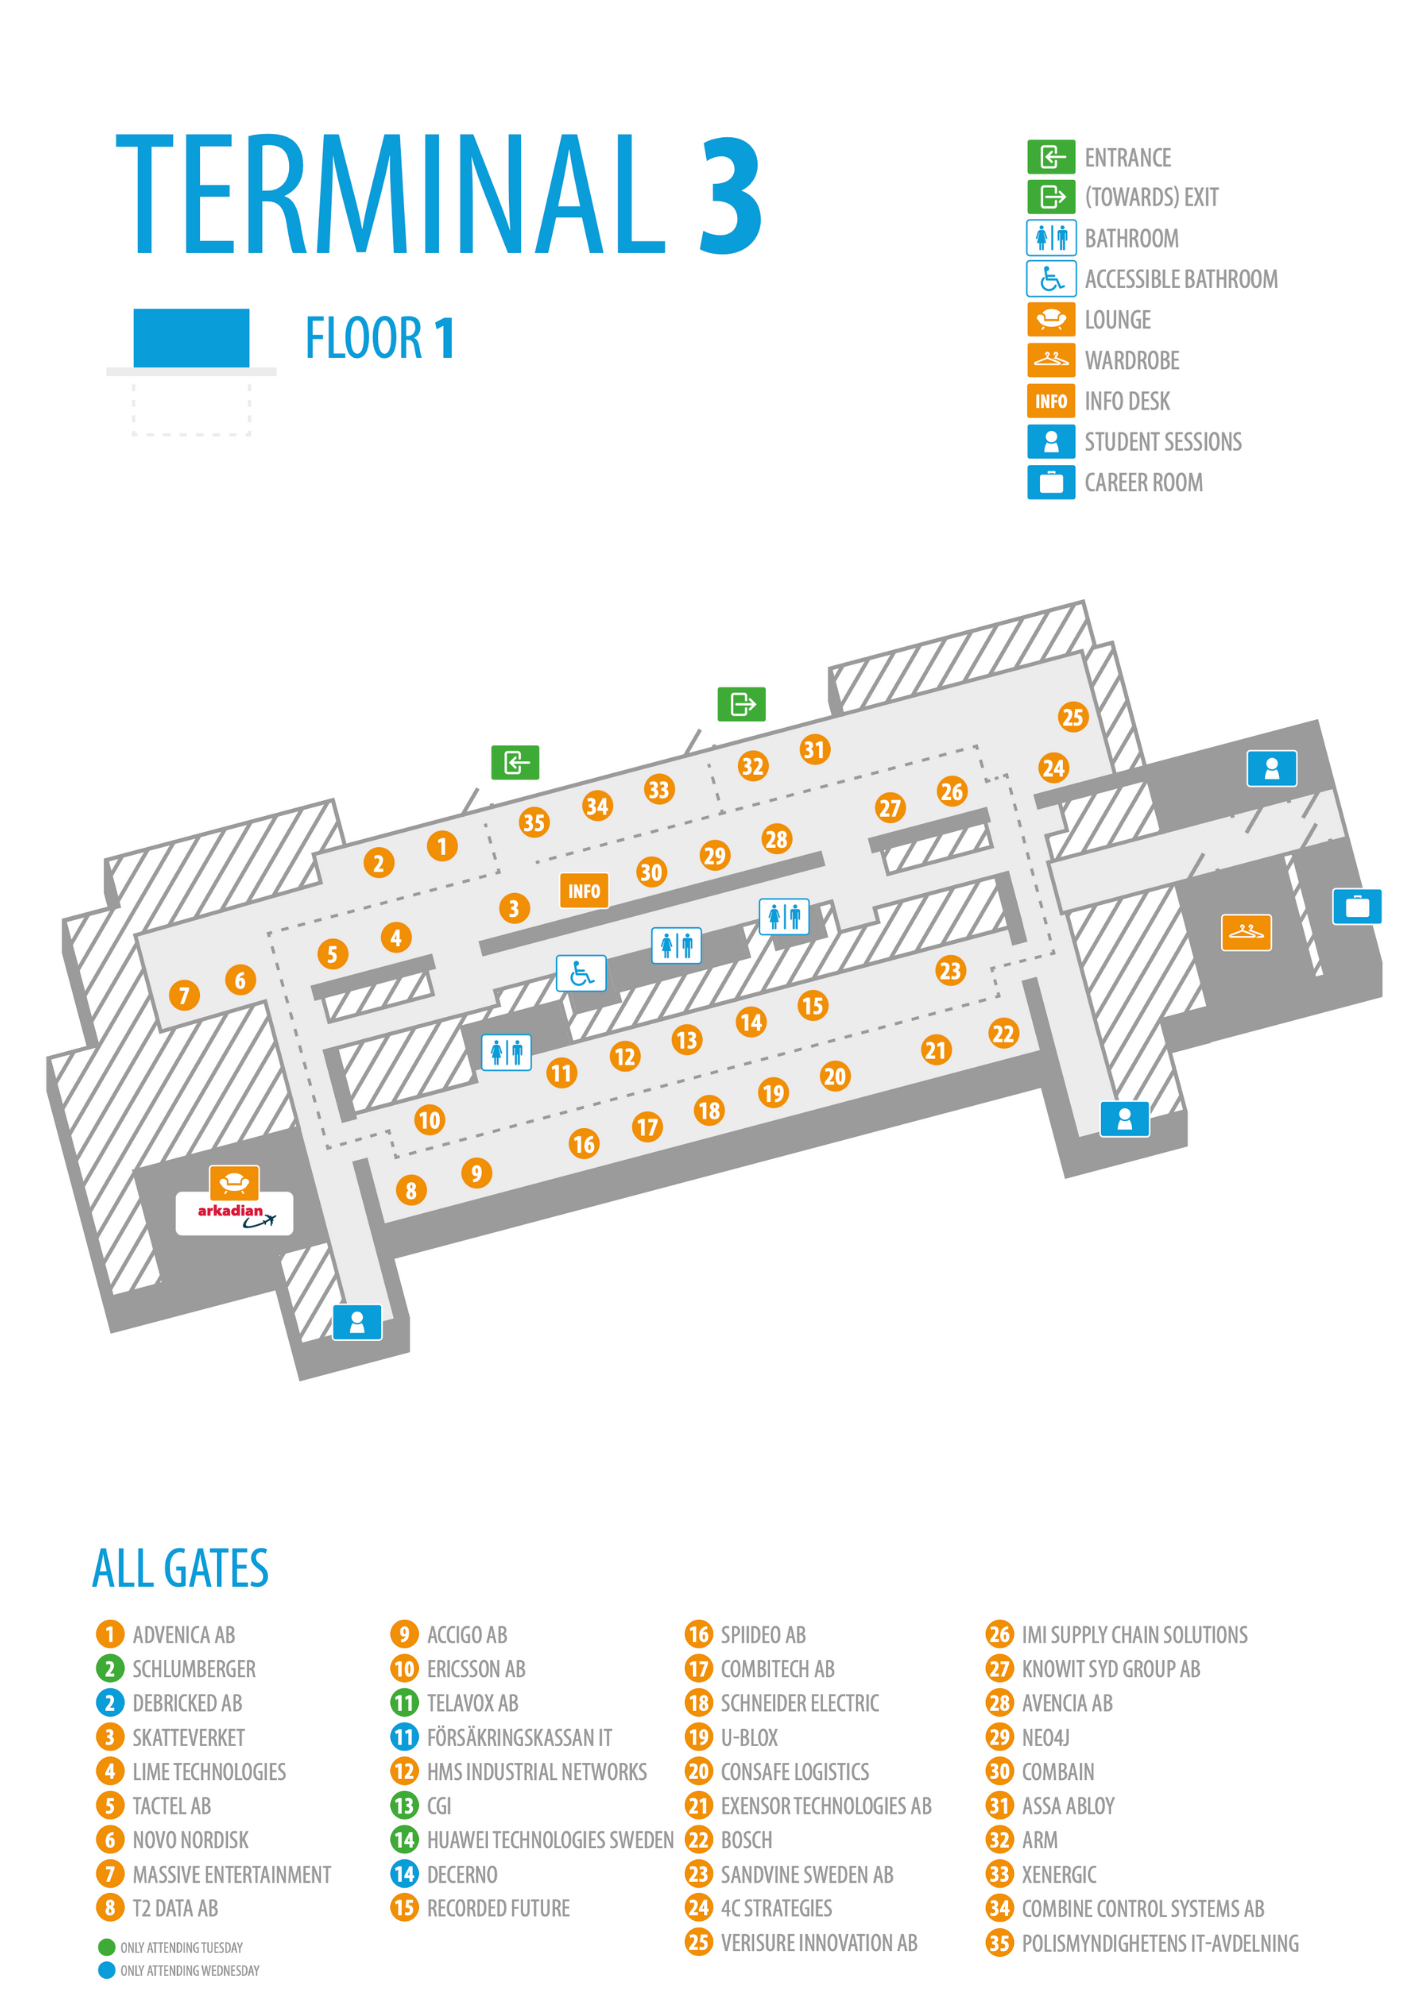 TERMINAL 3
FLOOR 1
ENTRANCE
(TOWARDS) EXIT
BATHROOM
ACCESSIBLE BATHROOM
LOUNGE
WARDROBE
INFO INFO DESK
STUDENT SESSIONS
CAREER ROOM
25
31
32
24
33
26
34
27
35
28
1
29
2
30
INFO
3
4
5
6
7
23
15
14
22
13
21
12
20
11
19
18
10
17
16
9
8
arkadian
ALL GATES
1 ADVENICA AB
2 SCHLUMBERGER
2 DEBRICKED AB
3 SKATTEVERKET
4 LIME TECHNOLOGIES
5 TACTEL AB
6 NOVO NORDISK
7 MASSIVE ENTERTAINMENT
8 T2 DATA AB
ONLY ATTENDING TUESDAY
ONLY ATTENDING WEDNESDAY
9 ACCIGO AB
10 ERICSSON AB
11 TELAVOX AB
11 FÖRSÄKRINGSKASSAN IT
12 HMS INDUSTRIAL NETWORKS
13 CGI
14 HUAWEI TECHNOLOGIES SWEDEN
14 DECERNO
15 RECORDED FUTURE
16 SPIIDEO AB
17 COMBITECH AB
18 SCHNEIDER ELECTRIC
19 U-BLOX
20 CONSAFE LOGISTICS
21 EXENSOR TECHNOLOGIES AB
22 BOSCH
23 SANDVINE SWEDEN AB
24 4C STRATEGIES
25 VERISURE INNOVATION AB
26 IMI SUPPLY CHAIN SOLUTIONS
27 KNOWIT SYD GROUP AB
28 AVENCIA AB
29 NEO4J
30 COMBAIN
31 ASSA ABLOY
32 ARM
33 XENERGIC
34 COMBINE CONTROL SYSTEMS AB
35 POLISMYNDIGHETENS IT-AVDELNING